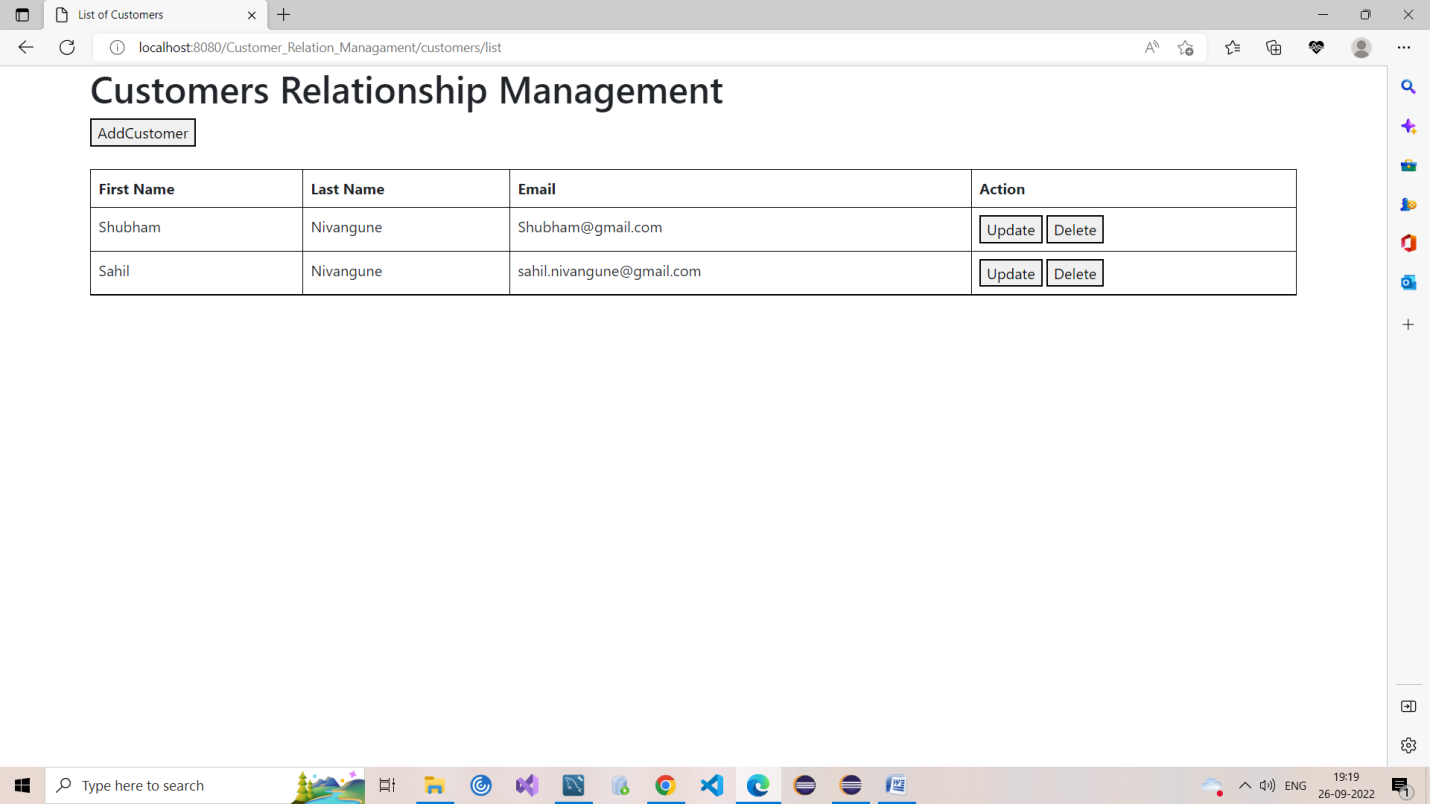 List of Customers
localhost:8080/Customer_Relation_Managament/customers/list
Customers Relationship Management
AddCustomer
First Name Last Name Email Action
Shubham Nivangune Shubham@gmail.com Update Delete
Sahil Nivangune sahil.nivangune@gmail.com Update Delete
Type here to search
ENG
19:19
26-09-2022
1